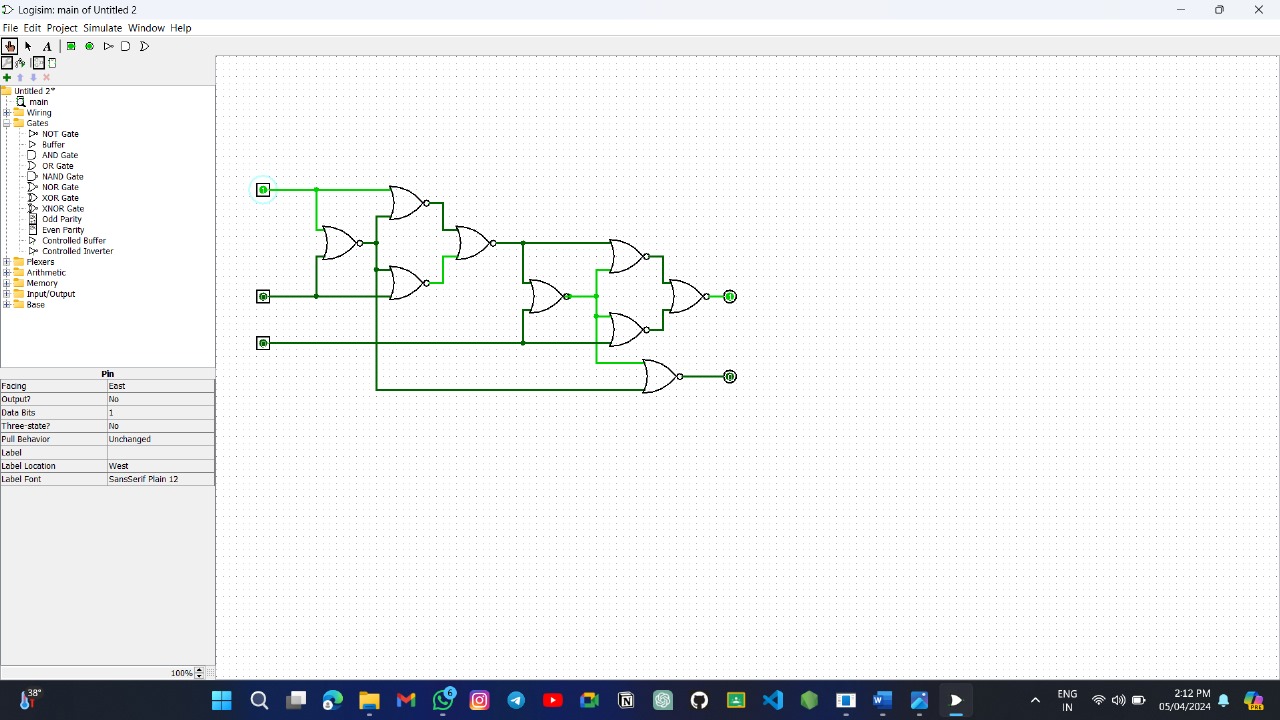 Logisim: main of Untitled 2
File Edit Project Simulate Window Help
A
Untitled 2*
main
Wiring
Gates
NOT Gate
Buffer
AND Gate
OR Gate
NAND Gate
NOR Gate
XOR Gate
XNOR Gate
Odd Parity
Even Parity
Controlled Buffer
Controlled Inverter
Plexers
Arithmetic
Memory
Input/Output
Base
Pin
Facing East
Output? No
Data Bits 1
Three-state? No
Pull Behavior Unchanged
Label
Label Location West
Label Font SansSerif Plain 12
1
0
0
1
0
100%
38°
6
ENG
IN
2:12 PM
05/04/2024
PRE